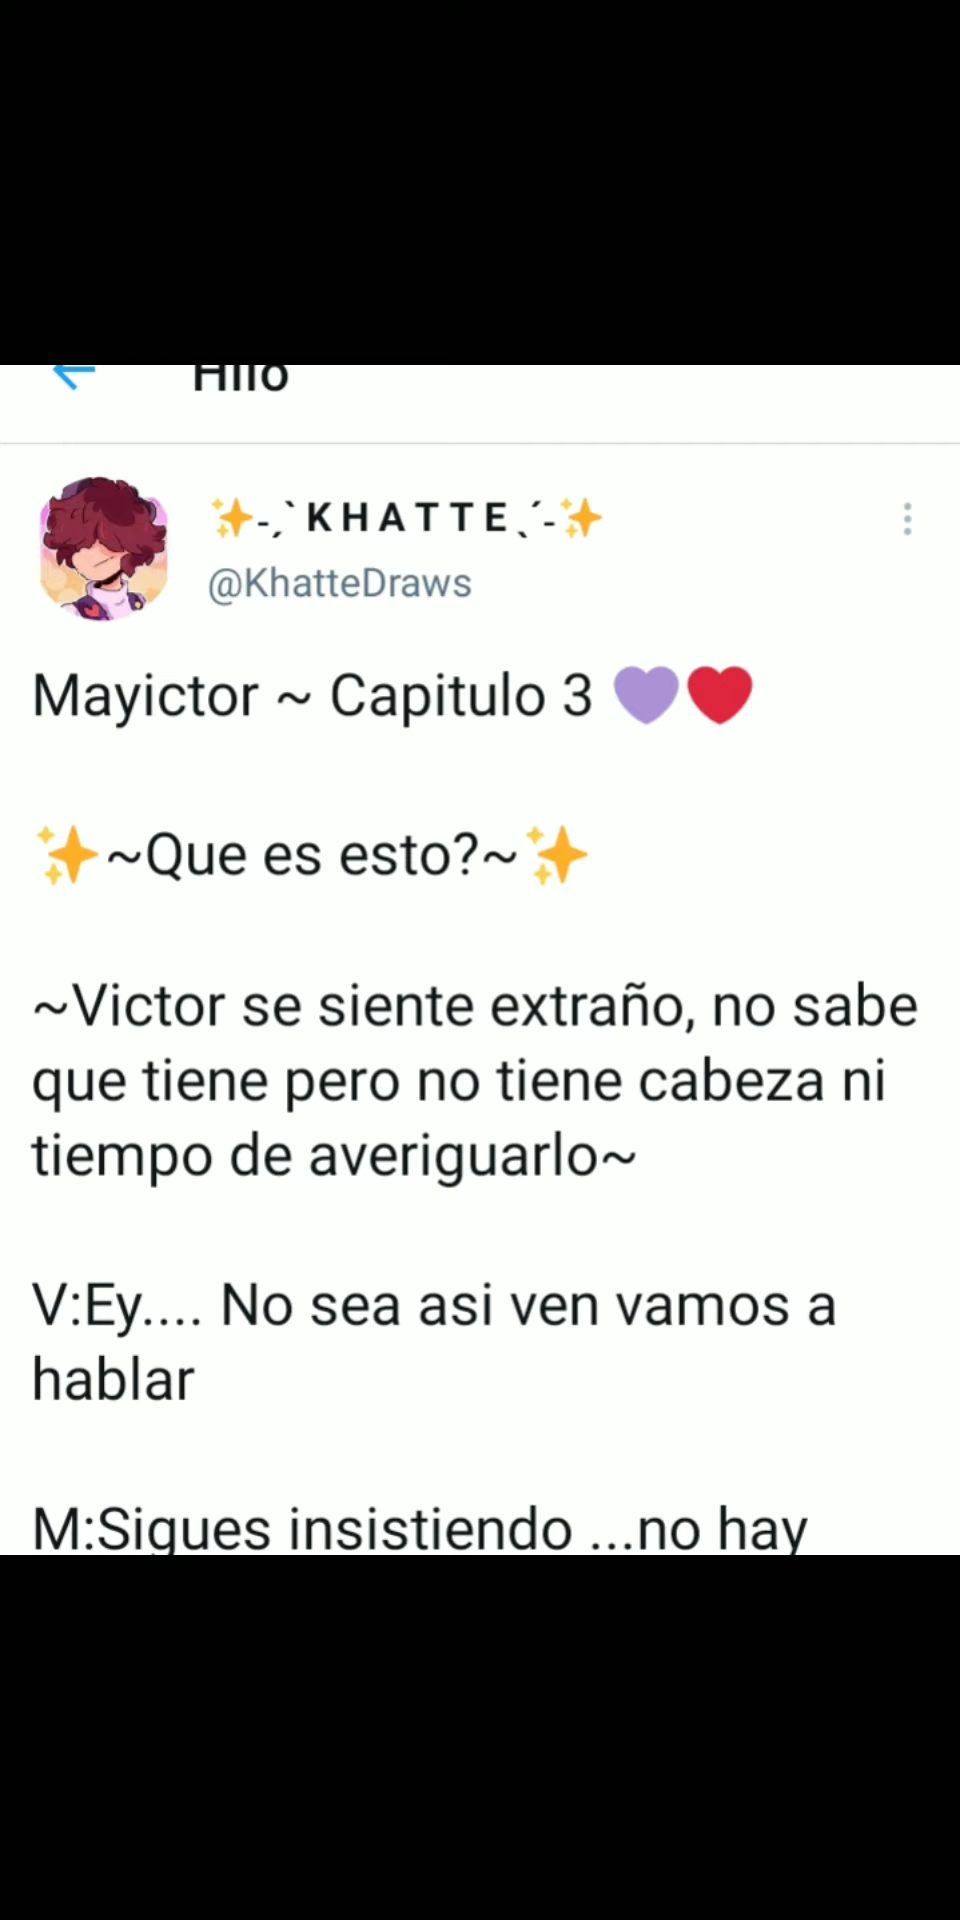 Hilo
✨-ˏˋKHATTEˎˊ-✨
@KhatteDraws
Mayictor ~ Capitulo 3 💜❤️
✨~Que es esto?~✨
~Victor se siente extraño, no sabe
que tiene pero no tiene cabeza ni
tiempo de averiguarlo~
V:Ey.... No sea asi ven vamos a
hablar
M:Sigues insistiendo ...no hay